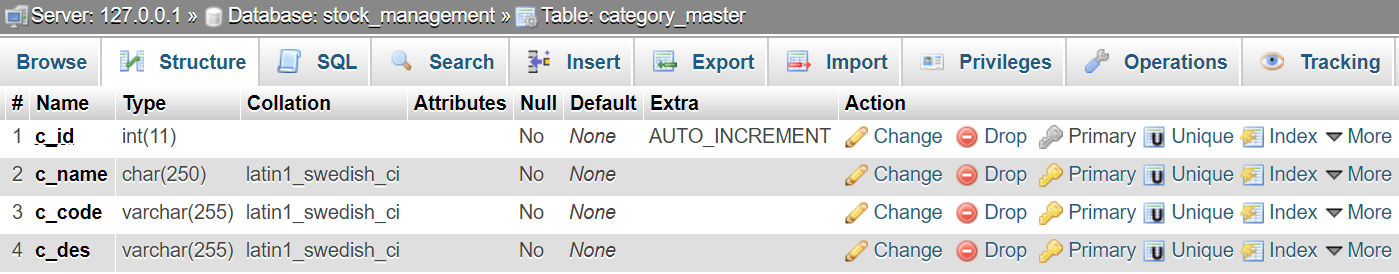 Server: 127.0.0.1 » Database: stock_management » Table: category_master
Browse Structure SQL Search Insert Export Import Privileges Operations Tracking
# Name Type Collation Attributes Null Default Extra Action
1 c_id int(11) No None AUTO_INCREMENT Change Drop Primary U Unique Index More
2 c_name char(250) latin1_swedish_ci No None Change Drop Primary U Unique Index More
3 c_code varchar(255) latin1_swedish_ci No None Change Drop Primary U Unique Index More
4 c_des varchar(255) latin1_swedish_ci No None Change Drop Primary U Unique Index More